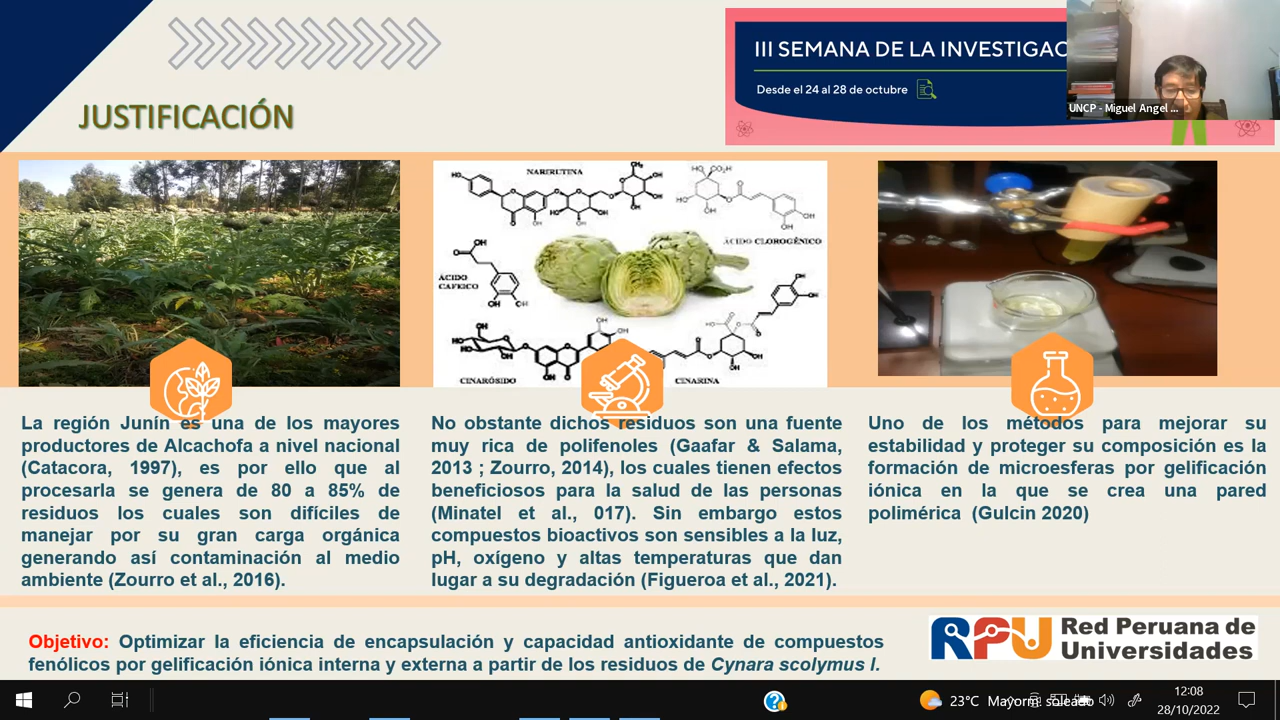 III SEMANA DE LA INVESTIGAC
Desde el 24 al 28 de octubre
UNCP - Miguel Angel ...
JUSTIFICACIÓN
NARIRUTINA
ÁCIDO CLOROGÉNICO
ÁCIDO
CAFEICO
CINARÓSIDO
CINARINA
La región Junín es una de los mayores
productores de Alcachofa a nivel nacional
(Catacora, 1997), es por ello que al
procesarla se genera de 80 a 85% de
residuos los cuales son difíciles de
manejar por su gran carga orgánica
generando así contaminación al medio
ambiente (Zourro et al., 2016).
No obstante dichos residuos son una fuente
muy rica de polifenoles (Gaafar & Salama,
2013 ; Zourro, 2014), los cuales tienen efectos
beneficiosos para la salud de las personas
(Minatel et al., 017). Sin embargo estos
compuestos bioactivos son sensibles a la luz,
pH, oxígeno y altas temperaturas que dan
lugar a su degradación (Figueroa et al., 2021).
Uno de los métodos para mejorar su
estabilidad y proteger su composición es la
formación de microesferas por gelificación
iónica en la que se crea una pared
polimérica (Gulcin 2020)
Objetivo: Optimizar la eficiencia de encapsulación y capacidad antioxidante de compuestos
fenólicos por gelificación iónica interna y externa a partir de los residuos de Cynara scolymus l.
RPU Red Peruana de
Universidades
23°C Mayorm. soleado
12:08
28/10/2022